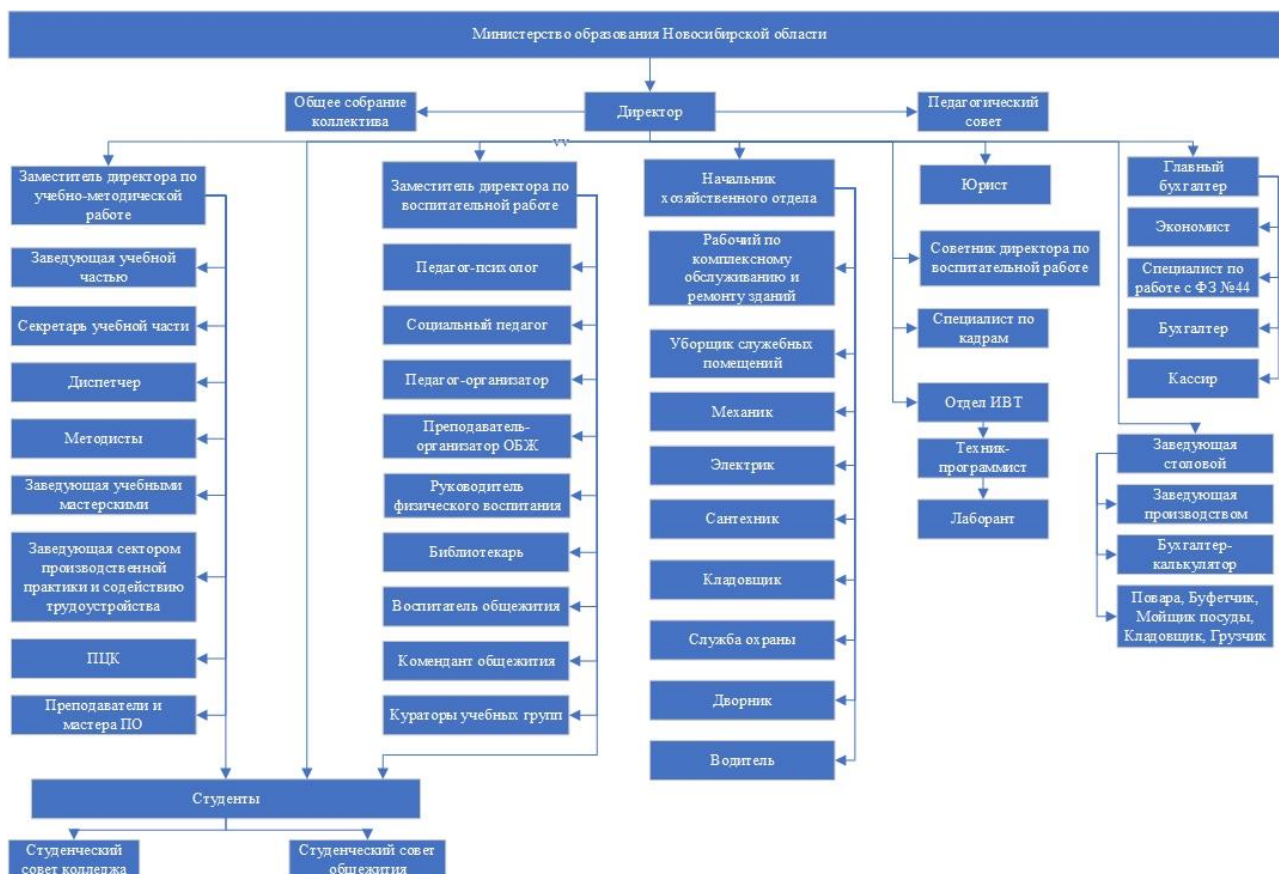 Министерство образования Новосибирской области
Общее собрание
коллектива
Директор
Педагогический
совет
vv
Заместитель директора по
учебно-методической
работе
Заведующая учебной
частью
Секретарь учебной части
Диспетчер
Методисты
Заведующая учебными
мастерскими
Заведующая сектором
производственной
практики и содействию
трудоустройства
ПЦК
Преподаватели и
мастера ПО
Заместитель директора по
воспитательной работе
Педагог-психолог
Социальный педагог
Педагог-организатор
Преподаватель-
организатор ОБЖ
Руководитель
физического воспитания
Библиотекарь
Воспитатель общежития
Комендант общежития
Кураторы учебных групп
Начальник
хозяйственного отдела
Рабочий по
комплексному
обслуживанию и
ремонту зданий
Уборщик служебных
помещений
Механик
Электрик
Сантехник
Кладовщик
Служба охраны
Дворник
Водитель
Юрист
Советник директора по
воспитательной работе
Специалист по
кадрам
Отдел ИВТ
Техник-
программист
Лаборант
Главный
бухгалтер
Экономист
Специалист по
работе с ФЗ №44
Бухгалтер
Кассир
Заведующая
столовой
Заведующая
производством
Бухгалтер-
калькулятор
Повара, Буфетчик,
Мойщик посуды,
Кладовщик, Грузчик
Студенты
Студенческий
совет колледжа
Студенческий совет
общежития